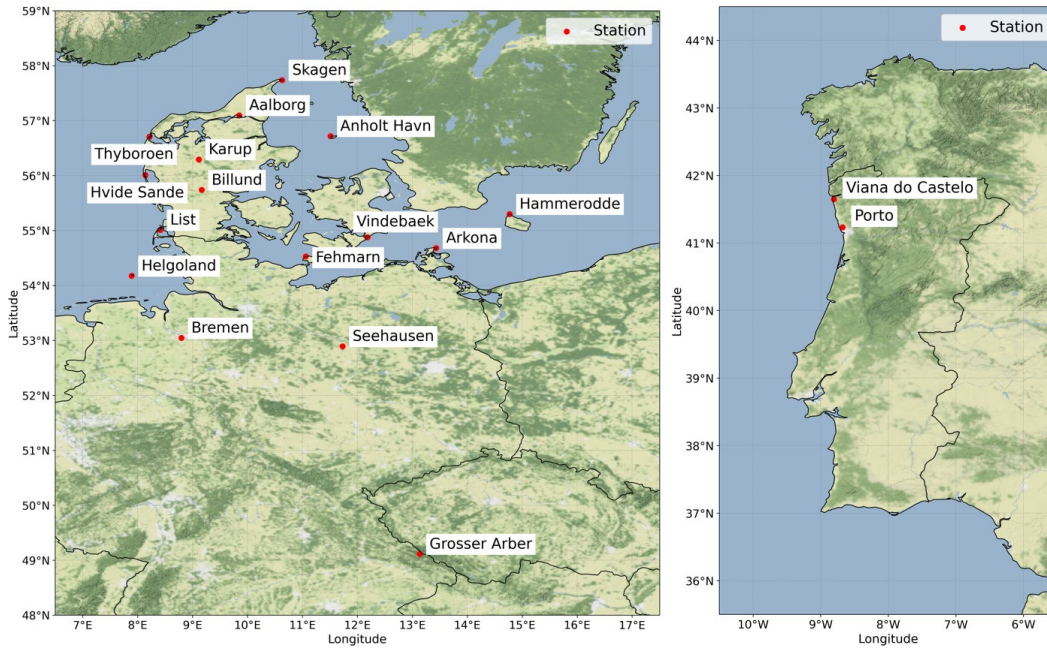 59°N
58°N
57°N
56°N
55°N
54°N
53°N
52°N
51°N
50°N
49°N
48°N
Latitude
Station
Skagen
Aalborg
Anholt Havn
Thyboroen
Karup
Hvide Sande
Billund
Hammerodde
List
Vindebaek
Arkona
Helgoland
Fehmarn
Bremen
Seehausen
Grosser Arber
7°E
8°E
9°E
10°E
11°E
12°E
13°E
14°E
15°E
16°E
17°E
Longitude
44°N
43°N
42°N
41°N
40°N
39°N
38°N
37°N
36°N
Latitude
Station
Viana do Castelo
Porto
10°W
9°W
8°W
7°W
6°W
Longitude